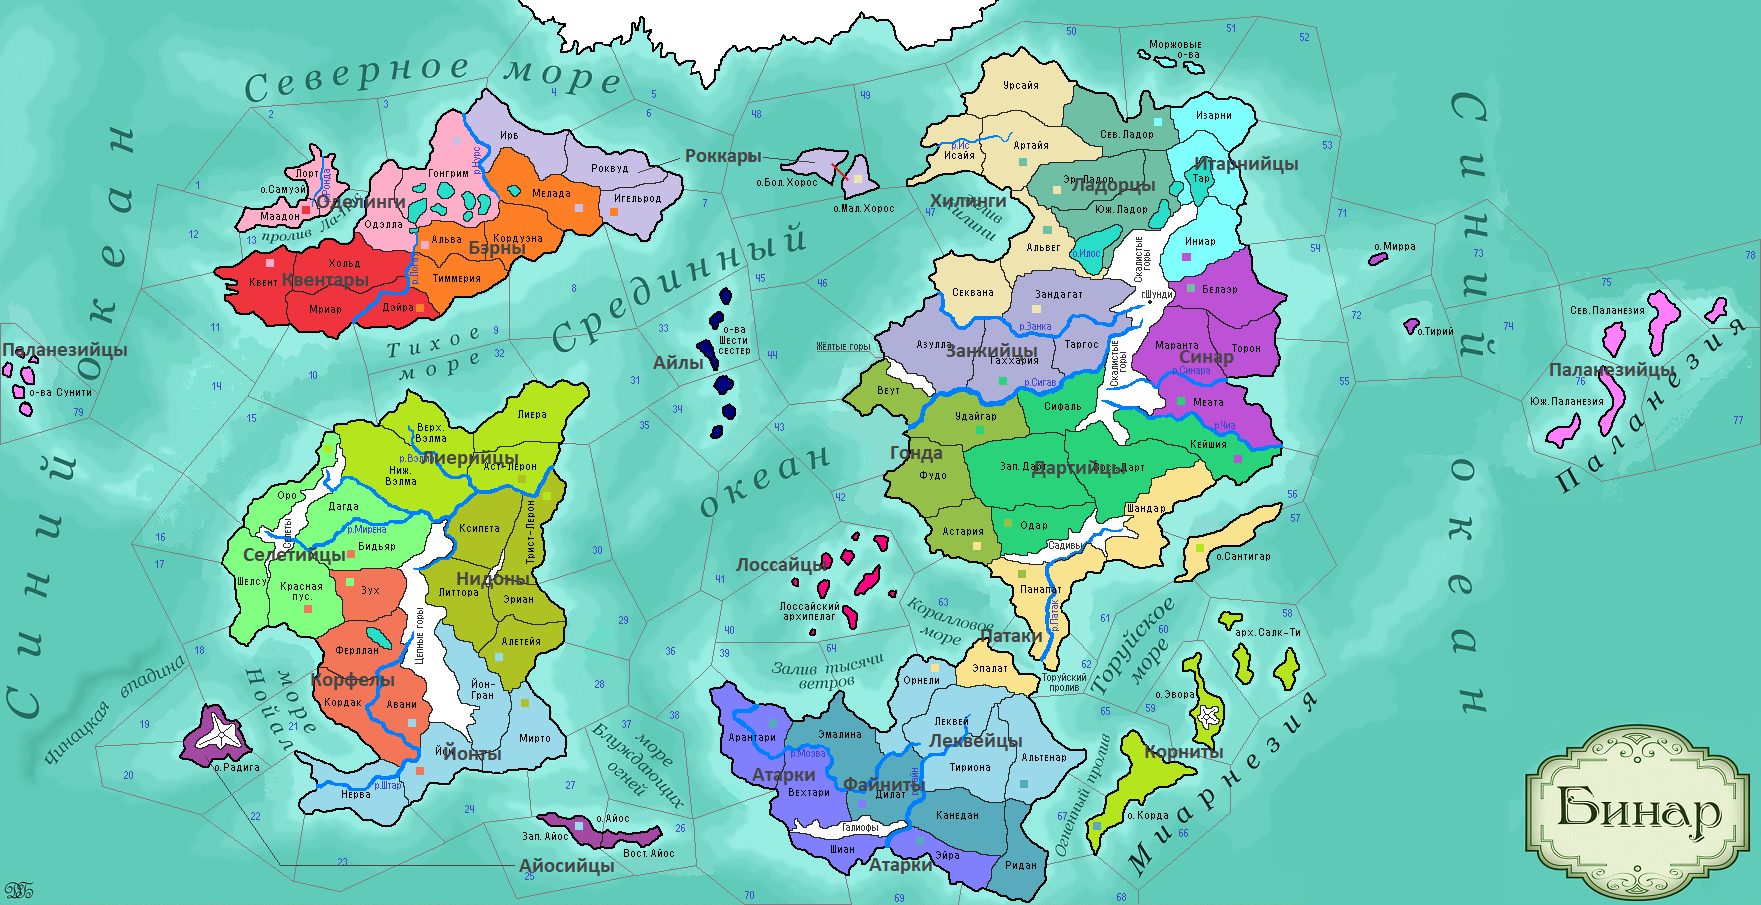 Северное море
Синий океан
Срединный океан
Синий океан
Тихое море
пролив
Хилини
Коралловое
море
Залив тысячи
ветров
Торуйское
море
Торуйский
пролив
Огненный пролив
Миарнезия
Паланезия
море
Нойал
Чинацкая впадина
море
Блуждающих
огней
Моржовые
о-ва
Роккары
Ирб
Роквуд
Игельрод
р.Нурс
Гонгрим
Лорт
о.Самуэй
Маадон
Оделинги
Одэлла
Мелада
Альва
Кордуэна
Бэрны
Тиммерия
Квент
Хольд
Квентары
Мриар
Дэйра
о.Бол. Хорос
о.Мал. Хорос
Урсайя
р.Ис
Исайя
Артайя
Хилинги
Альвег
Секвана
Сев. Ладор
Эр-Ладор
Ладорцы
Юж. Ладор
о.Илос
Изарни
Итарнийцы
Тар
Иниар
Скалистые
горы
г.Шунди
Скалистые
горы
Белаэр
Маранта
Торон
Синар
р.Синара
Меата
р.Чиа
Зандагат
р.Занка
Азулла
Занкийцы
Таххария
Таргос
р.Сигав
Жёлтые горы
Веут
Удайгар
Гонда
Фудо
Астария
Сифаль
Кейшия
Зап. Дарт
Дартийцы
Одар
Садивы
Шандар
о.Сантигар
Панапат
р.Патак
Патаки
Эпалат
о.Мирра
о.Тирий
Сев. Паланезия
Паланезийцы
Юж. Паланезия
Паланезийцы
о-ва Сунити
Айлы
о-ва
Шести
сестер
Лоссайцы
Лоссайский
архипелаг
Лиера
Верх.
Вэлма
р.Вэлма
Лиерийцы
Ниж.
Вэлма
Аст-Лерон
Трист-Лерон
Ксипета
Нидоны
Литтора
Эриан
Алетейя
Оро
Селеты
Дагда
р.Мирена
Бидьяр
Селетийцы
Шелсу
Красная
пус.
Зух
Ферллан
Корфелы
Кордак
Авани
Цепные горы
Йон-
Гран
Мирто
Йонты
Нерва
р.Штар
о.Радига
Айосийцы
Зап. Айос
о.Айос
Вост. Айос
Орнели
Леквей
Леквейцы
Тириона
Альтенар
Арантари
Эмалина
р.Мозва
Атарки
Вехтари
Файниты
Дилат
Галиофы
Шиан
Атарки
Эйра
Канедан
Ридан
арх. Салк-Ти
о.Эвора
Корниты
о.Корда
Бинар
1
2
3
4
5
6
7
8
9
10
11
12
13
14
15
16
17
18
19
20
21
22
23
24
25
26
27
28
29
30
31
32
33
34
35
36
37
38
39
40
41
42
43
44
45
46
47
48
49
50
51
52
53
54
55
56
57
58
59
60
61
62
63
64
65
66
67
68
69
70
71
72
73
74
75
76
77
78
79